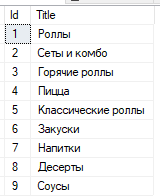 Id Title
1 Роллы
2 Сеты и комбо
3 Горячие роллы
4 Пицца
5 Классические роллы
6 Закуски
7 Напитки
8 Десерты
9 Соусы